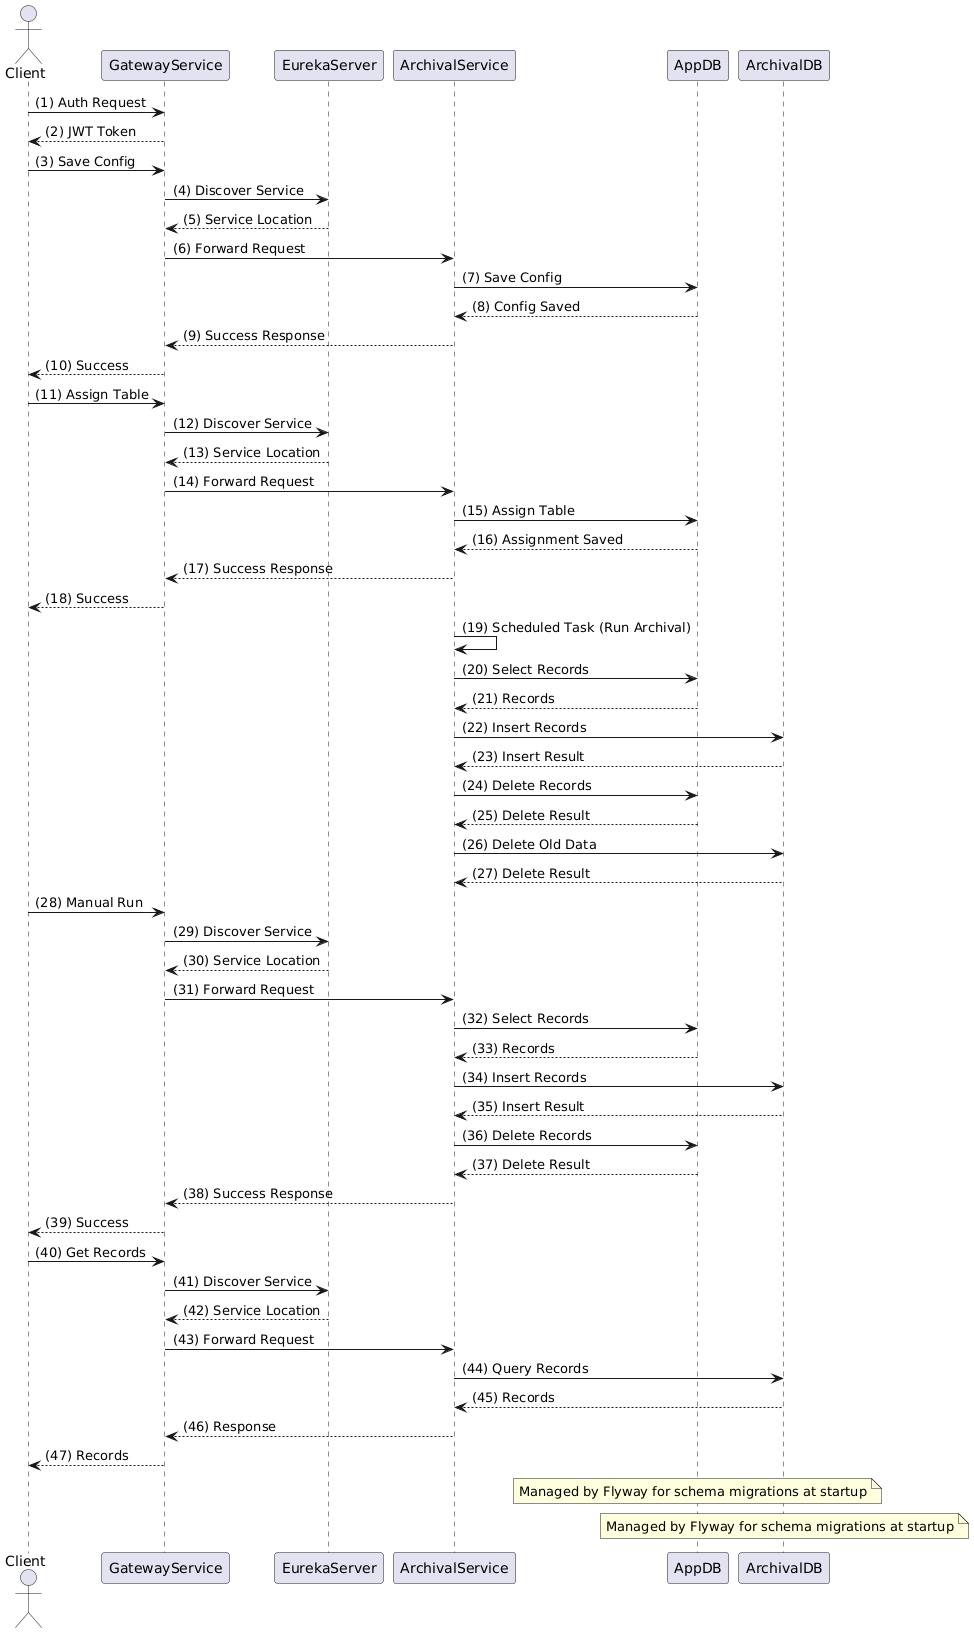 Client
GatewayService
EurekaServer
ArchivalService
AppDB
ArchivalDB
(1) Auth Request
(2) JWT Token
(3) Save Config
(4) Discover Service
(5) Service Location
(6) Forward Request
(7) Save Config
(8) Config Saved
(9) Success Response
(10) Success
(11) Assign Table
(12) Discover Service
(13) Service Location
(14) Forward Request
(15) Assign Table
(16) Assignment Saved
(17) Success Response
(18) Success
(19) Scheduled Task (Run Archival)
(20) Select Records
(21) Records
(22) Insert Records
(23) Insert Result
(24) Delete Records
(25) Delete Result
(26) Delete Old Data
(27) Delete Result
(28) Manual Run
(29) Discover Service
(30) Service Location
(31) Forward Request
(32) Select Records
(33) Records
(34) Insert Records
(35) Insert Result
(36) Delete Records
(37) Delete Result
(38) Success Response
(39) Success
(40) Get Records
(41) Discover Service
(42) Service Location
(43) Forward Request
(44) Query Records
(45) Records
(46) Response
(47) Records
Managed by Flyway for schema migrations at startup
Managed by Flyway for schema migrations at startup
Client
GatewayService
EurekaServer
ArchivalService
AppDB
ArchivalDB